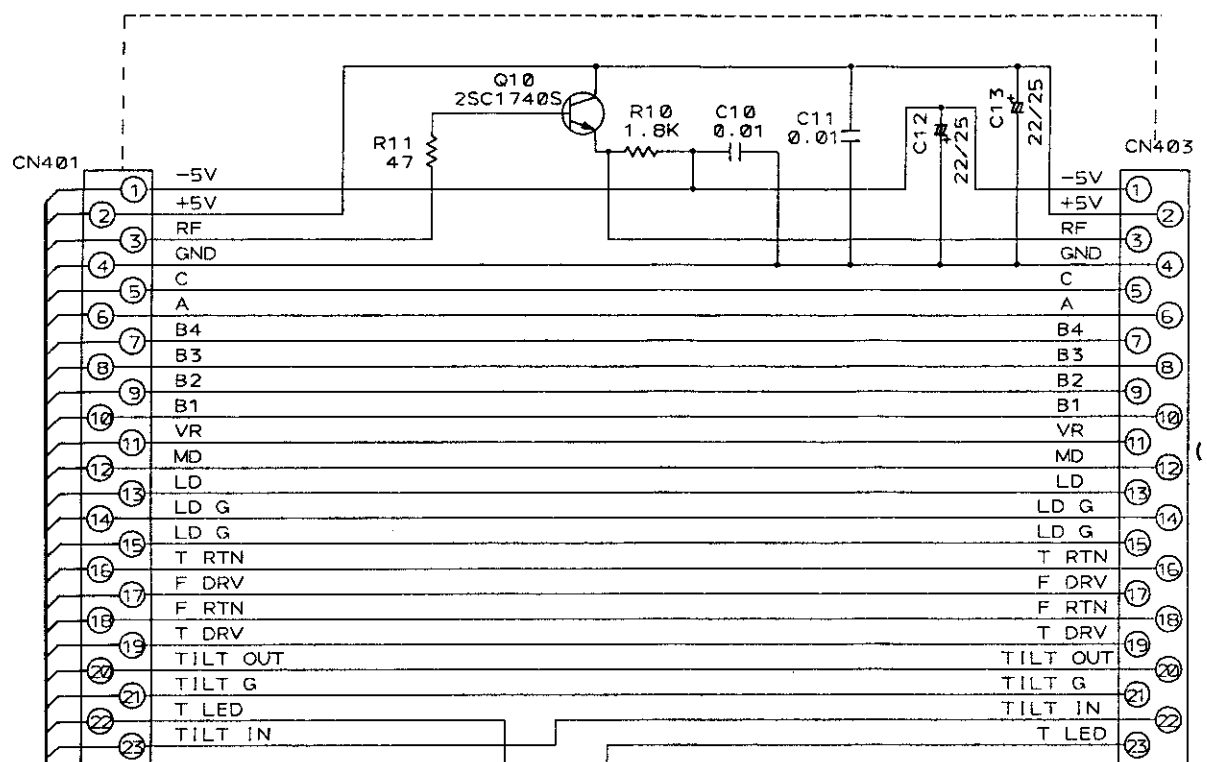 Q10
2SC1740S
R11
47
R10
1.8K
C10
0.01
C11
0.01
C12
22/25
C13
22/25
CN401
CN403
1 -5V -5V 1
2 +5V +5V 2
3 RF RF 3
4 GND GND 4
5 C C 5
6 A A 6
7 B4 B4 7
8 B3 B3 8
9 B2 B2 9
10 B1 B1 10
11 VR VR 11
12 MD MD 12
13 LD LD 13
14 LD G LD G 14
15 LD G LD G 15
16 T RTN T RTN 16
17 F DRV F DRV 17
18 F RTN F RTN 18
19 T DRV T DRV 19
20 TILT OUT TILT OUT 20
21 TILT G TILT G 21
22 T LED TILT IN 22
23 TILT IN T LED 23